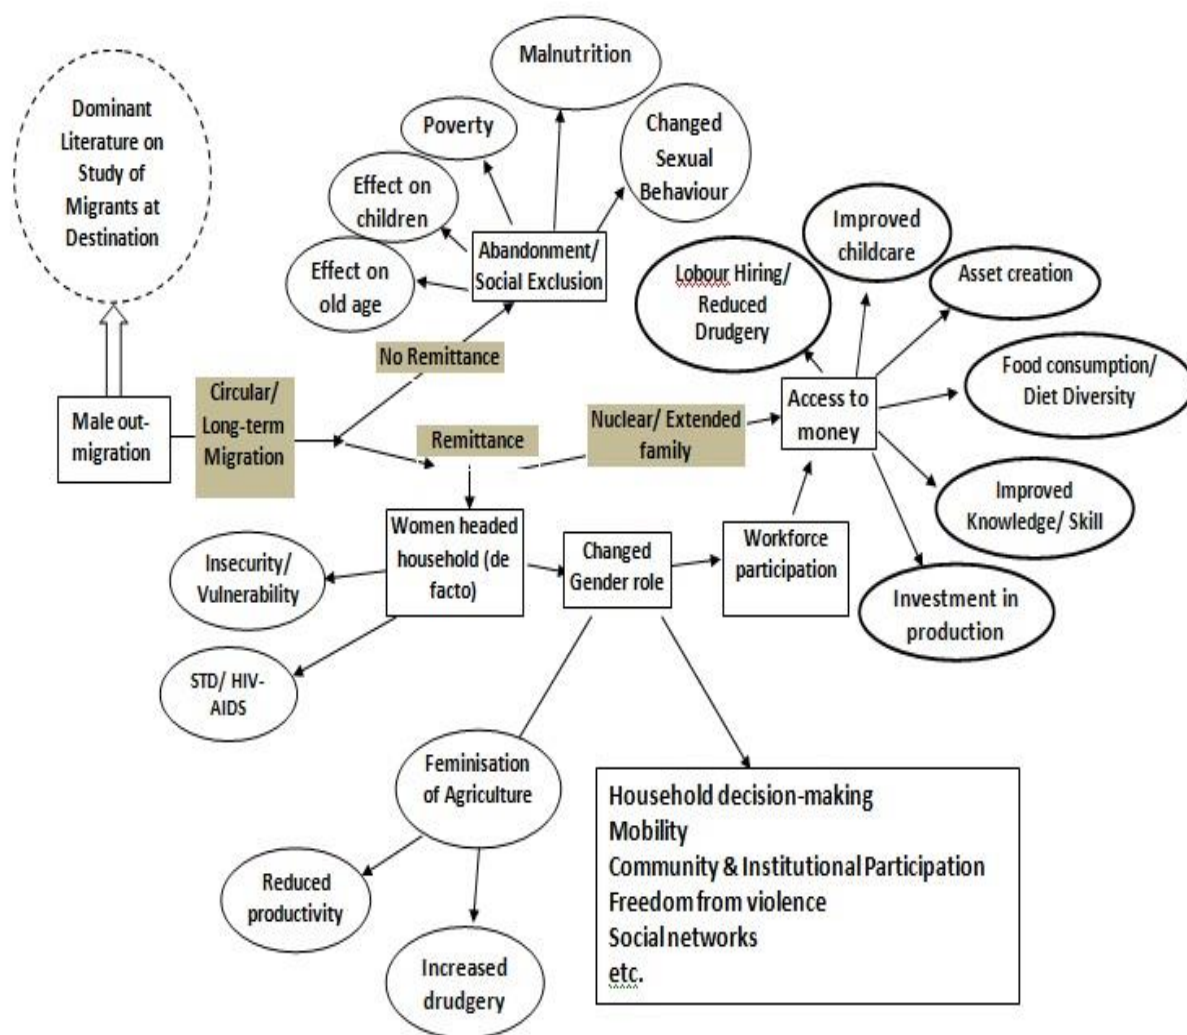 Dominant
Literature on
Study of
Migrants at
Destination
Male out-
migration
Circular/
Long-term
Migration
No Remittance
Remittance
Abandonment/
Social Exclusion
Malnutrition
Poverty
Changed
Sexual
Behaviour
Effect on
children
Effect on
old age
Nuclear/ Extended
family
Access to
money
Lobour Hiring/
Reduced
Drudgery
Improved
childcare
Asset creation
Food consumption/
Diet Diversity
Improved
Knowledge/ Skill
Investment in
production
Women headed
household (de
facto)
Changed
Gender role
Workforce
participation
Insecurity/
Vulnerability
STD/ HIV-
AIDS
Feminisation
of Agriculture
Reduced
productivity
Increased
drudgery
Household decision-making
Mobility
Community & Institutional Participation
Freedom from violence
Social networks
etc.